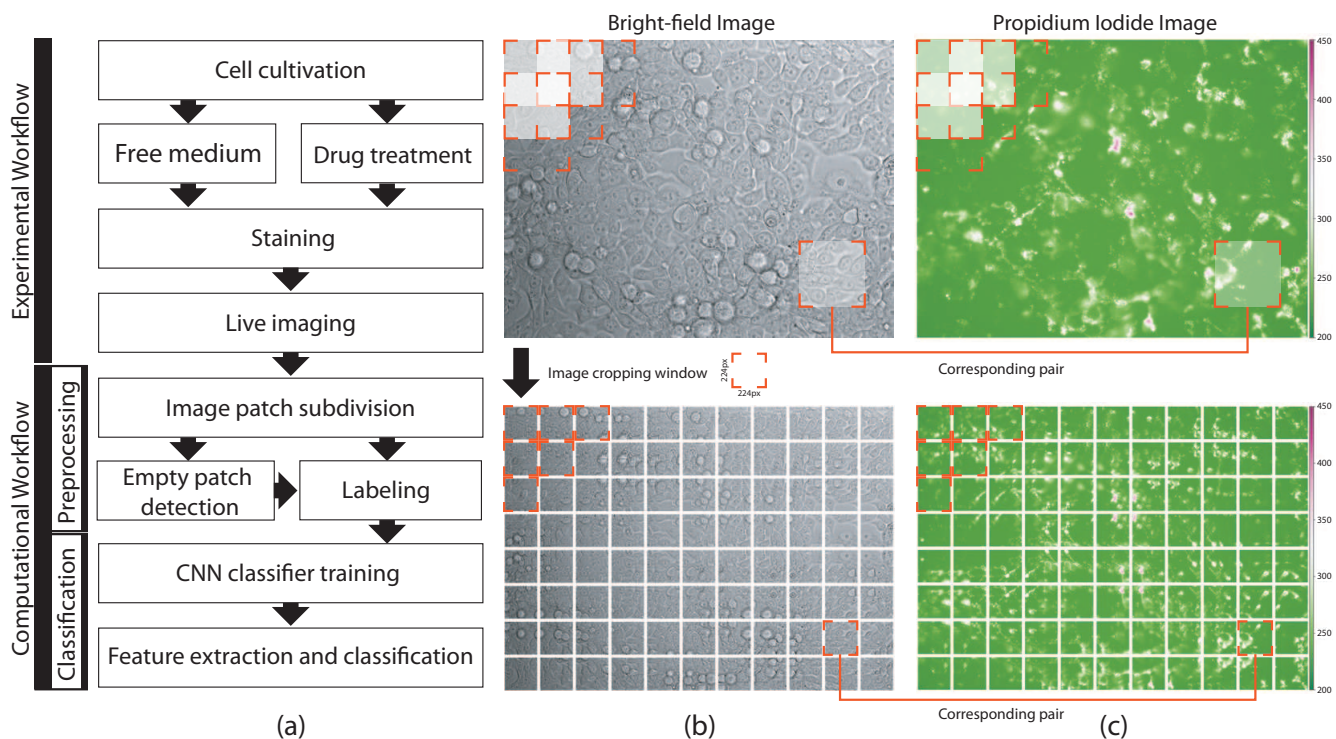 Experimental Workflow
Computational Workflow
Preprocessing
Classification
Cell cultivation
Free medium
Drug treatment
Staining
Live imaging
Image patch subdivision
Empty patch
detection
Labeling
CNN classifier training
Feature extraction and classification
(a)
Bright-field Image
Image cropping window
224px
224px
(b)
Propidium Iodide Image
450
400
350
300
250
200
Corresponding pair
450
400
350
300
250
200
Corresponding pair
(c)